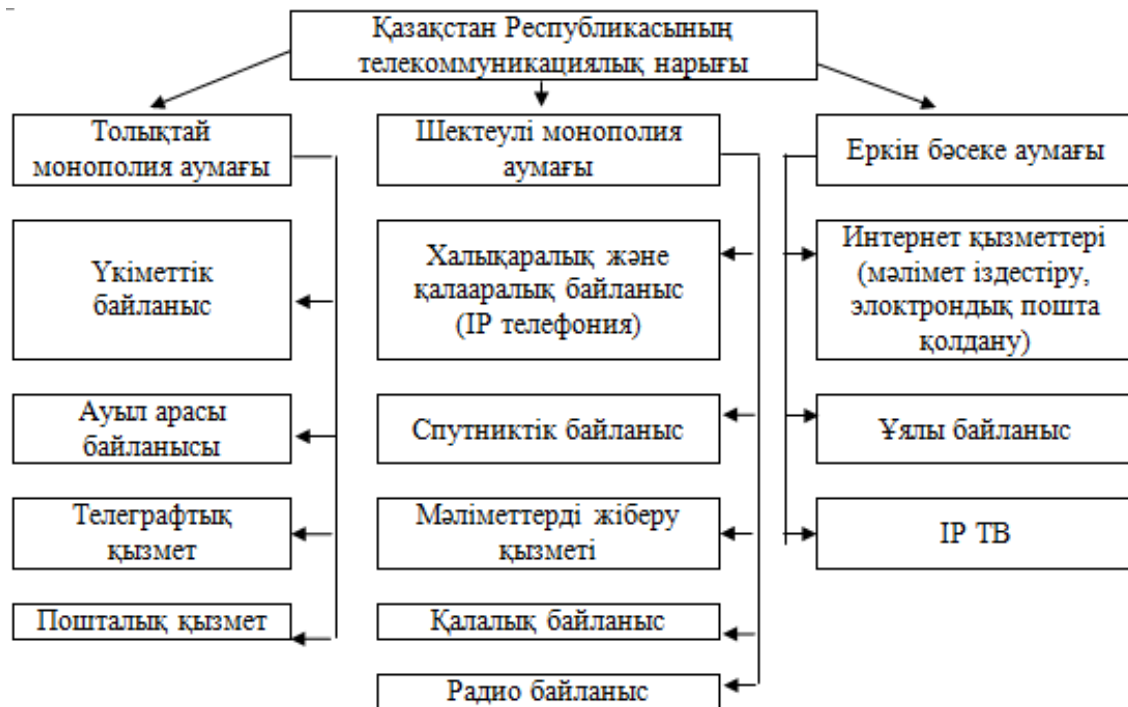 Қазақстан Республикасының
телекоммуникациялық нарығы
Толықтай
монополия аумағы
Үкіметтік
байланыс
Ауыл арасы
байланысы
Телеграфтық
қызмет
Пошталық қызмет
Шектеулі монополия
аумағы
Халықаралық және
қалааралық байланыс
(IP телефония)
Спутниктік байланыс
Мәліметтерді жіберу
қызметі
Қалалық байланыс
Радио байланыс
Еркін бәсеке аумағы
Интернет қызметтері
(мәлімет іздестіру,
элоктрондық пошта
қолдану)
Ұялы байланыс
IP ТВ